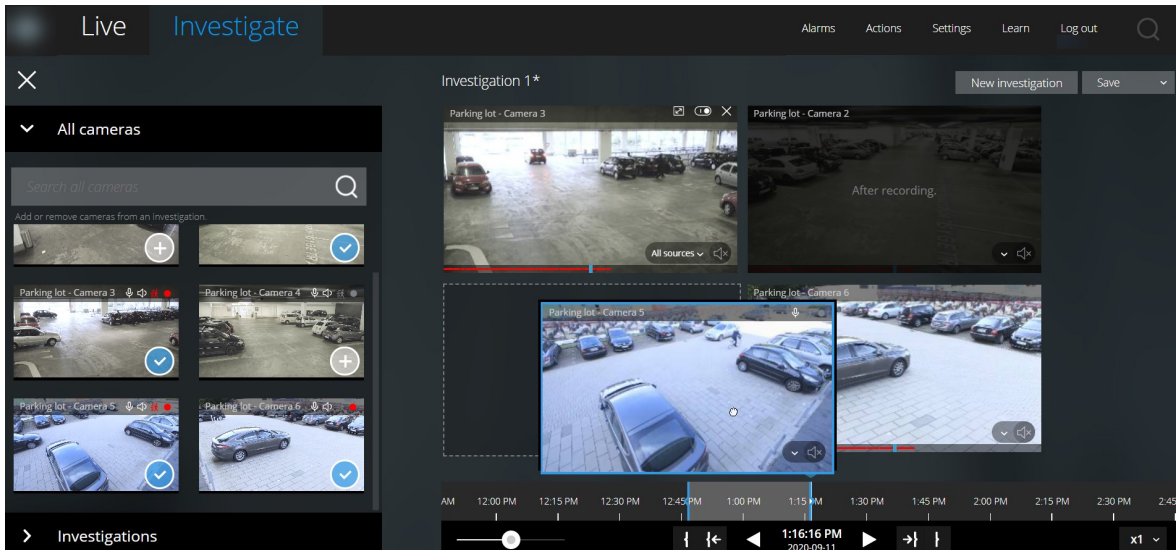 Live
Investigate
Alarms
Actions
Settings
Learn
Log out
Investigation 1*
New investigation
Save
All cameras
Search all cameras
Add or remove cameras from an Investigation.
Parking lot - Camera 3
Parking lot - Camera 4
Parking lot - Camera 5
Parking lot - Camera 6
Investigations
Parking lot - Camera 3
All sources
Parking lot - Camera 2
After recording.
Parking lot - Camera 5
Parking lot - Camera 6
AM
12:00 PM
12:15 PM
12:30 PM
12:45 PM
1:00 PM
1:15 PM
1:30 PM
1:45 PM
2:00 PM
2:15 PM
2:30 PM
2:45
1:16:16 PM
2020-09-11
x1